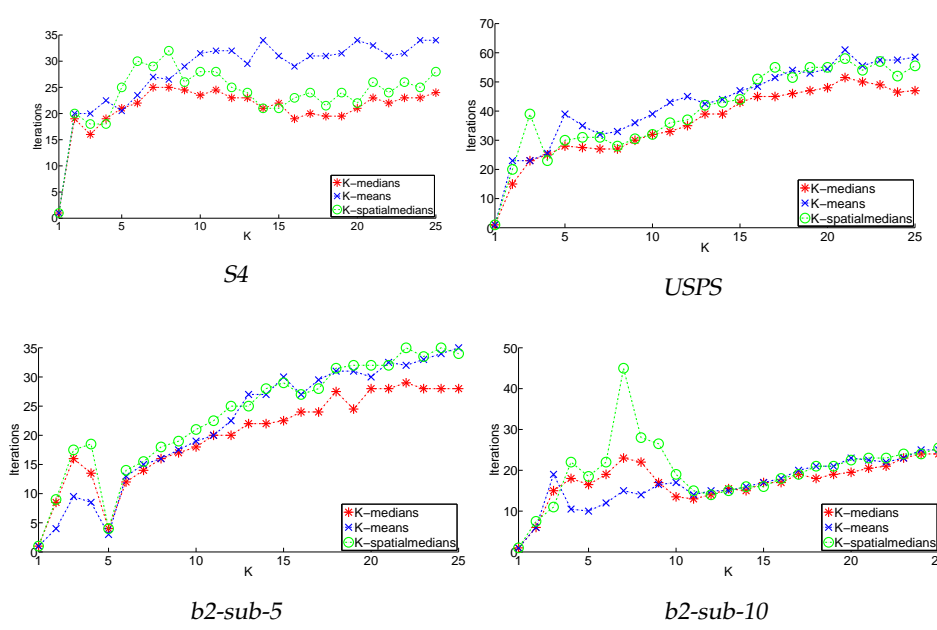 35
30
25
20
15
10
5
0
Iterations
1 5 10 15 20 25
K
K-medians
K-means
K-spatialmedians
S4
70
60
50
40
30
20
10
0
Iterations
1 5 10 15 20 25
K
K-medians
K-means
K-spatialmedians
USPS
35
30
25
20
15
10
5
0
Iterations
1 5 10 15 20 25
K
K-medians
K-means
K-spatialmedians
b2-sub-5
50
40
30
20
10
0
Iterations
1 5 10 15 20 25
K
K-medians
K-means
K-spatialmedians
b2-sub-10